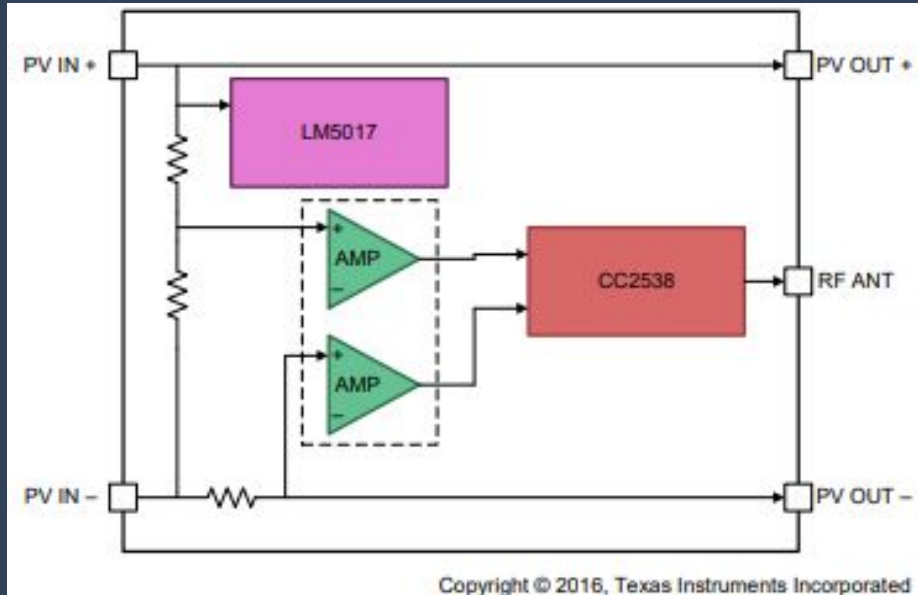 PV IN +
PV OUT +
LM5017
+
AMP
–
CC2538
RF ANT
+
AMP
–
PV IN –
PV OUT –
Copyright © 2016, Texas Instruments Incorporated